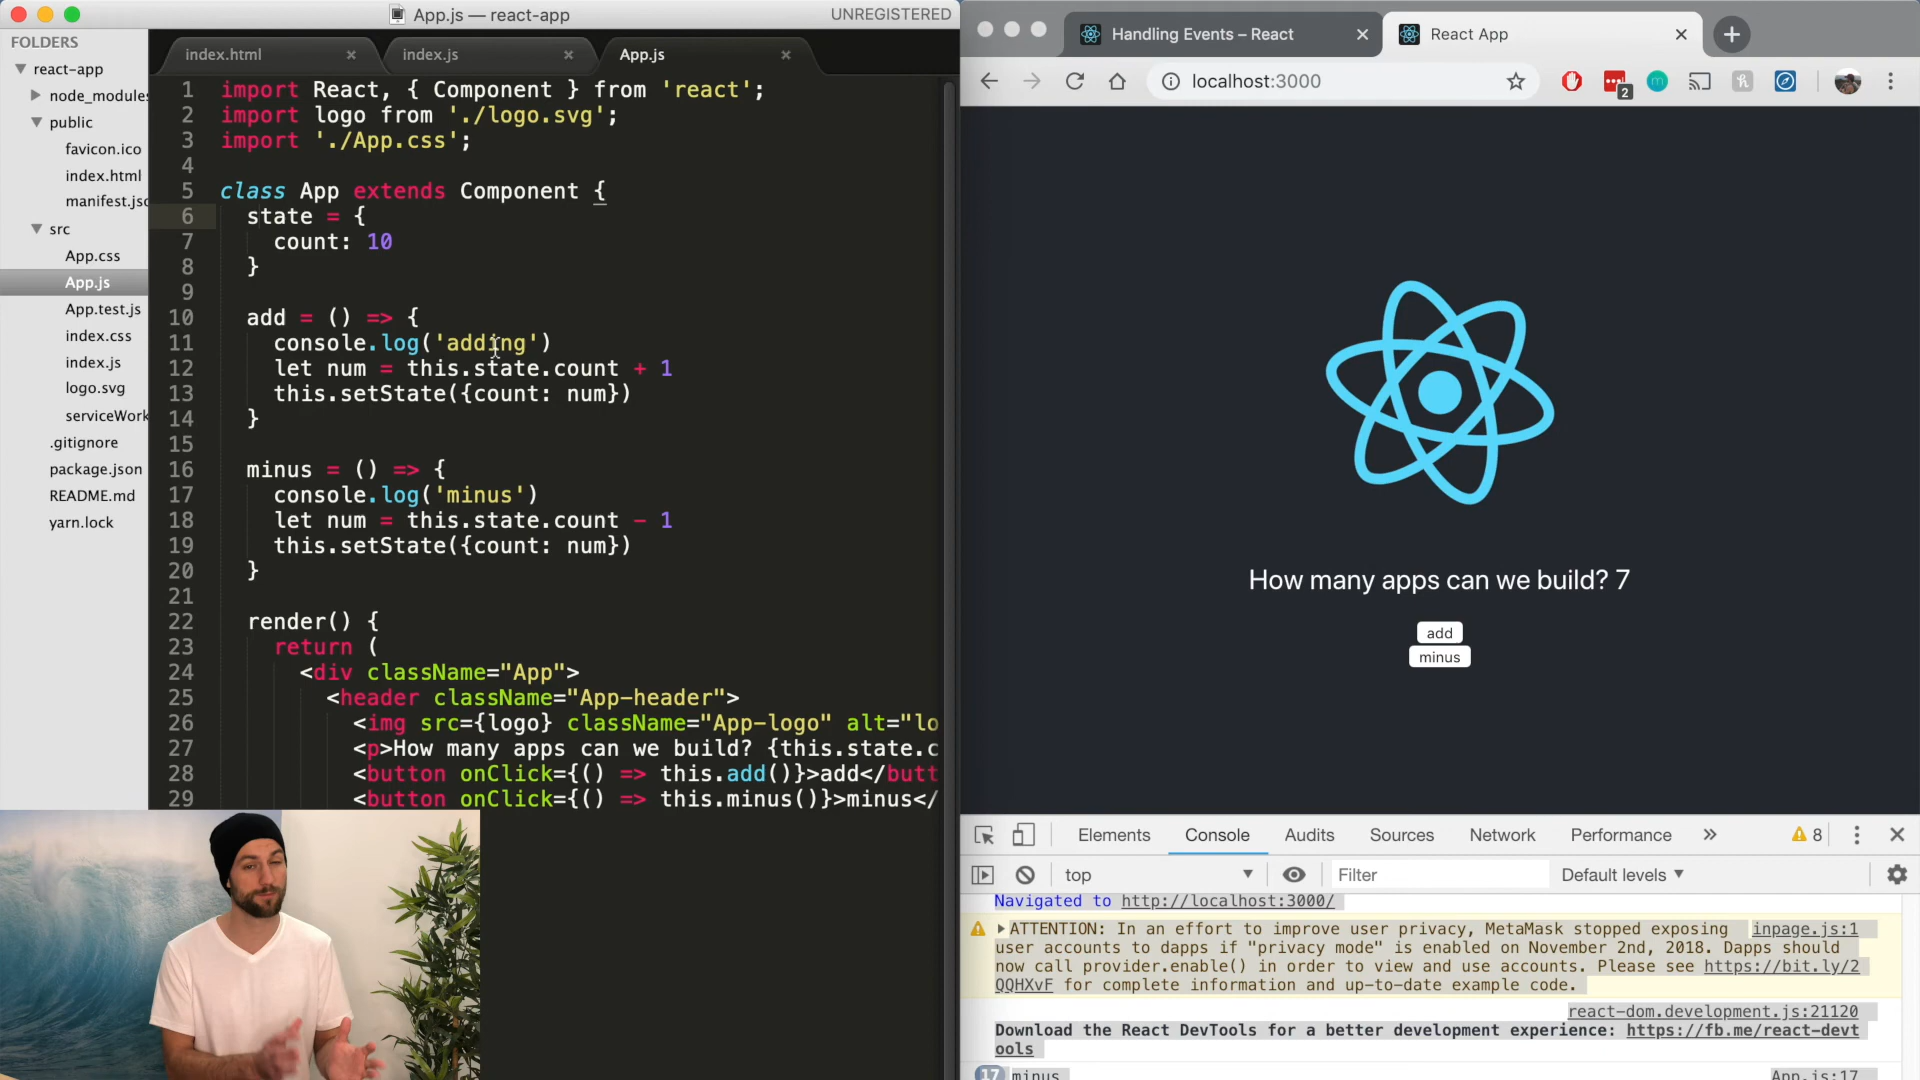 App.js — react-app
UNREGISTERED
FOLDERS
react-app
node_modules
public
favicon.ico
index.html
manifest.jso
src
App.css
App.js
App.test.js
index.css
index.js
logo.svg
serviceWork
.gitignore
package.json
README.md
yarn.lock
index.html
index.js
App.js
1 import React, { Component } from 'react';
2 import logo from './logo.svg';
3 import './App.css';
4
5 class App extends Component {
6 state = {
7 count: 10
8 }
9
10 add = () => {
11 console.log('adding')
12 let num = this.state.count + 1
13 this.setState({count: num})
14 }
15
16 minus = () => {
17 console.log('minus')
18 let num = this.state.count - 1
19 this.setState({count: num})
20 }
21
22 render() {
23 return (
24 <div className="App">
25 <header className="App-header">
26 <img src={logo} className="App-logo" alt="lo
27 <p>How many apps can we build? {this.state.c
28 <button onClick={() => this.add()}>add</butt
29 <button onClick={() => this.minus()}>minus</
Handling Events – React
React App
localhost:3000
2
How many apps can we build? 7
add
minus
Elements Console Audits Sources Network Performance » 8
top
Filter
Default levels
Navigated to http://localhost:3000/
ATTENTION: In an effort to improve user privacy, MetaMask stopped exposing inpage.js:1
user accounts to dapps if "privacy mode" is enabled on November 2nd, 2018. Dapps should
now call provider.enable() in order to view and use accounts. Please see https://bit.ly/2
QQHXvF for complete information and up-to-date example code.
react-dom.development.js:21120
Download the React DevTools for a better development experience: https://fb.me/react-devt
ools
17 minus App.js:17